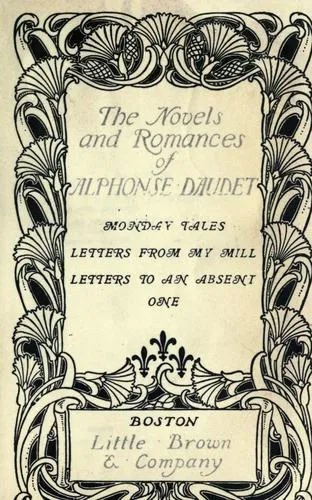 The Novels
and Romances
of
ALPHONSE DAUDET
MONDAY TALES
LETTERS FROM MY MILL
LETTERS TO AN ABSENT
ONE
BOSTON
Little Brown
& Company